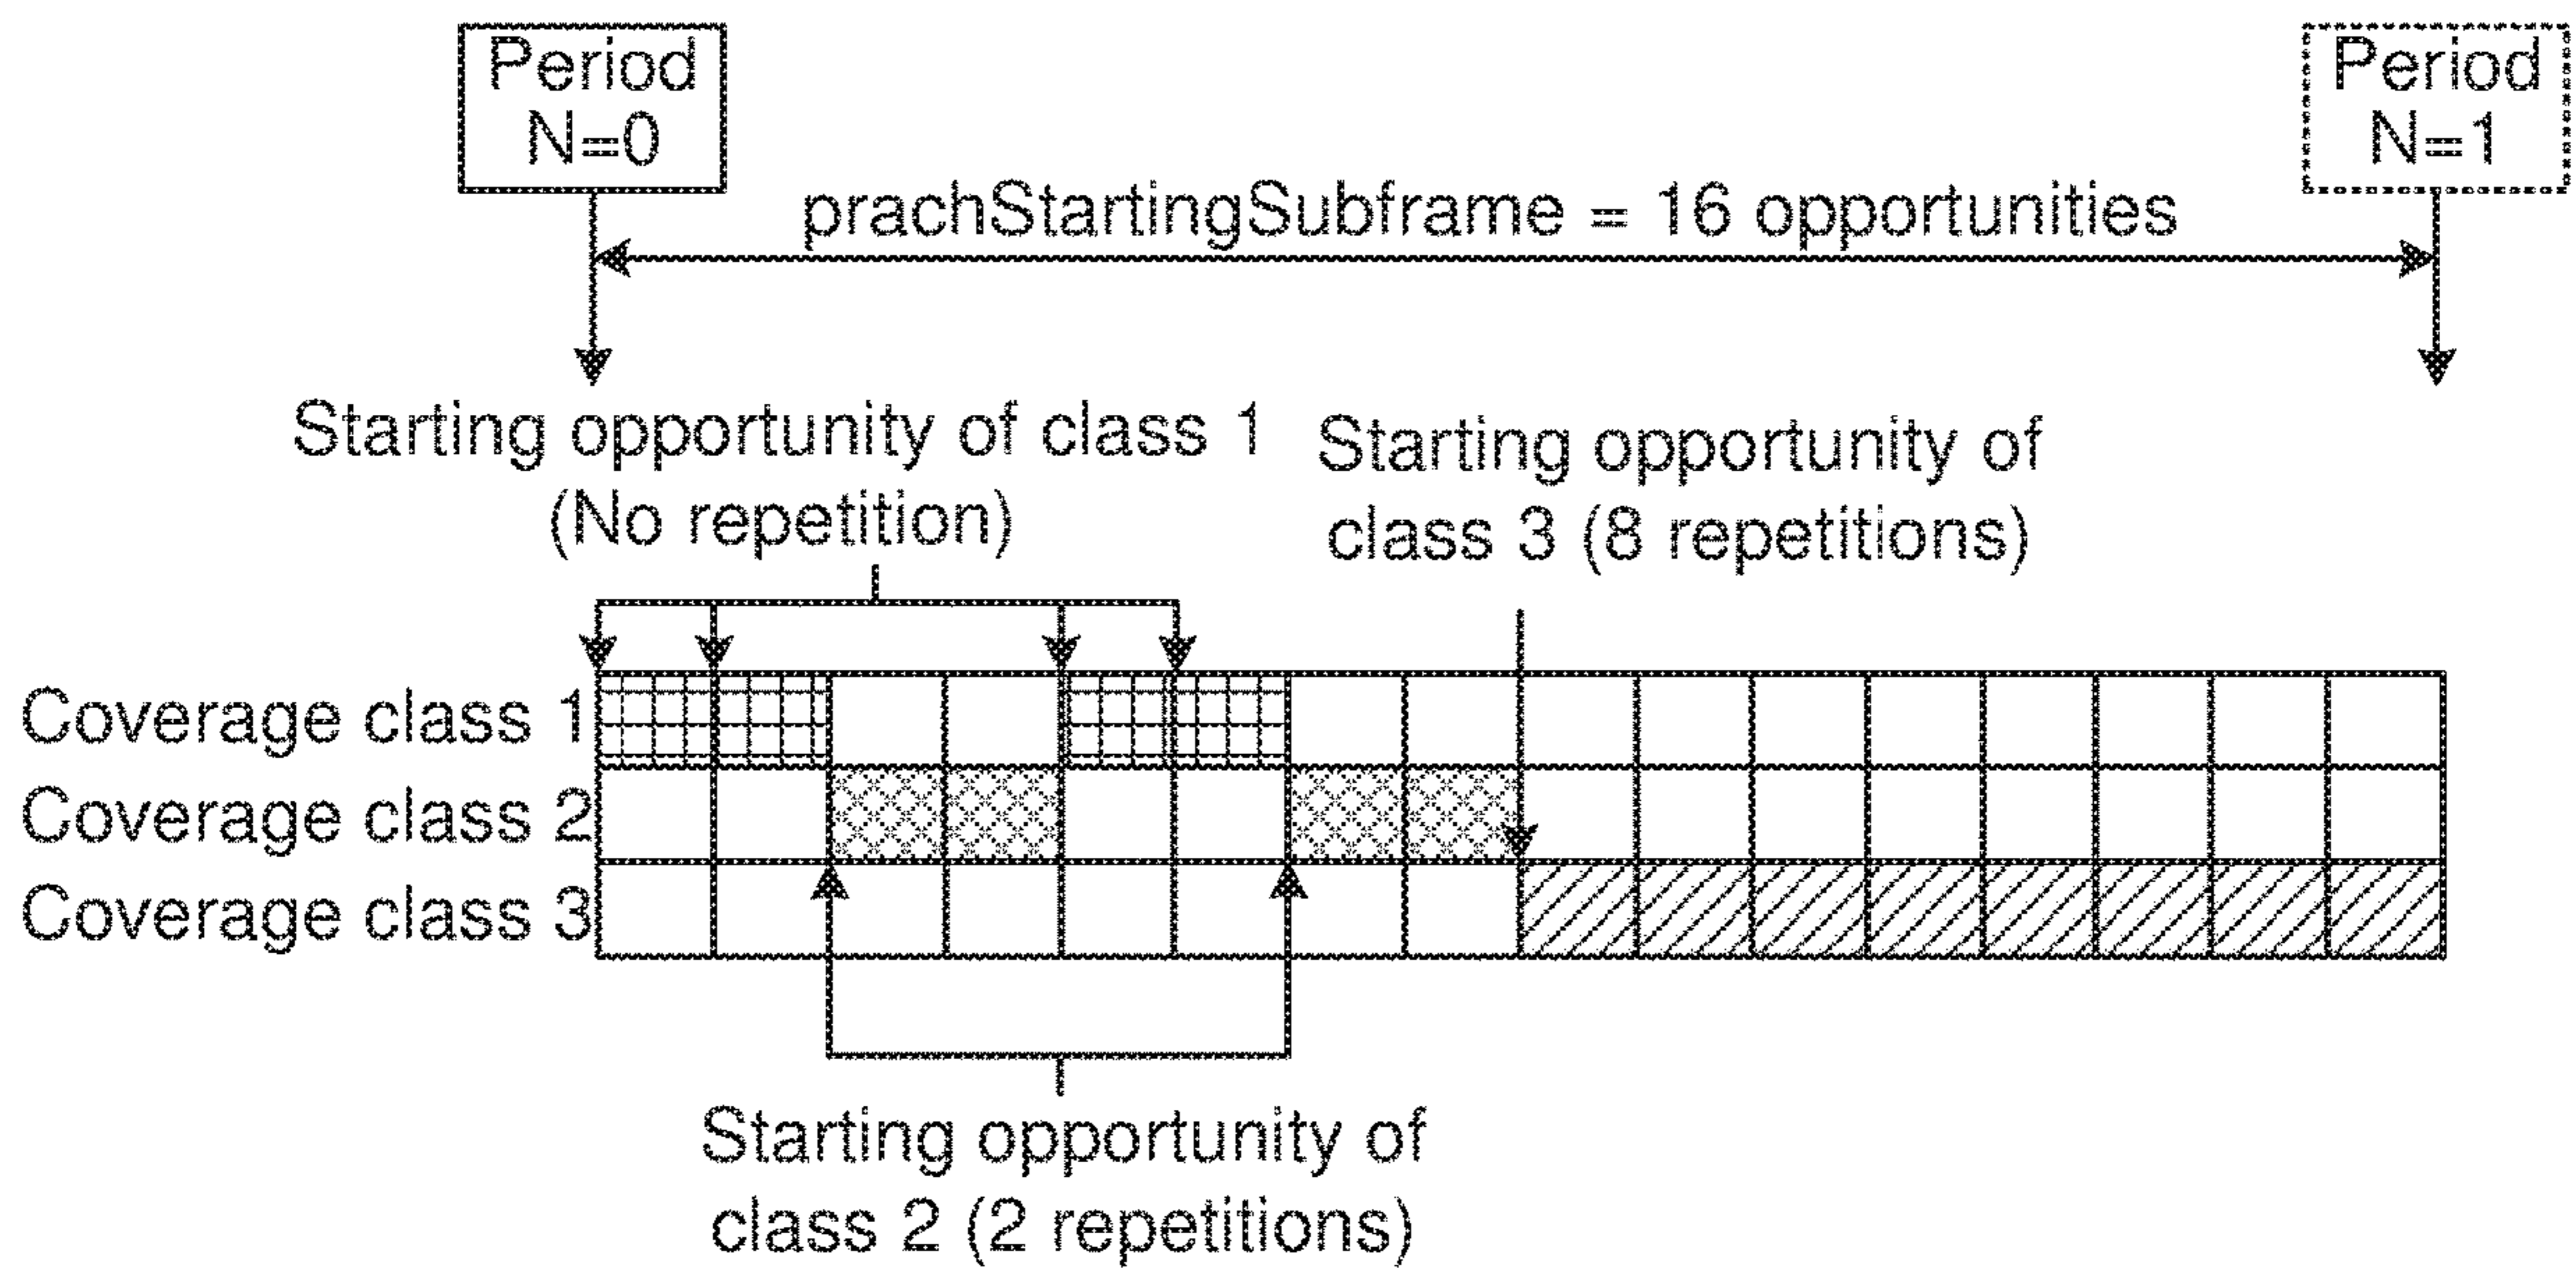 Period
N=0
Period
N=1
prachStartingSubframe = 16 opportunities
Starting opportunity of class 1
(No repetition)
Starting opportunity of
class 3 (8 repetitions)
Coverage class 1
Coverage class 2
Coverage class 3
Starting opportunity of
class 2 (2 repetitions)